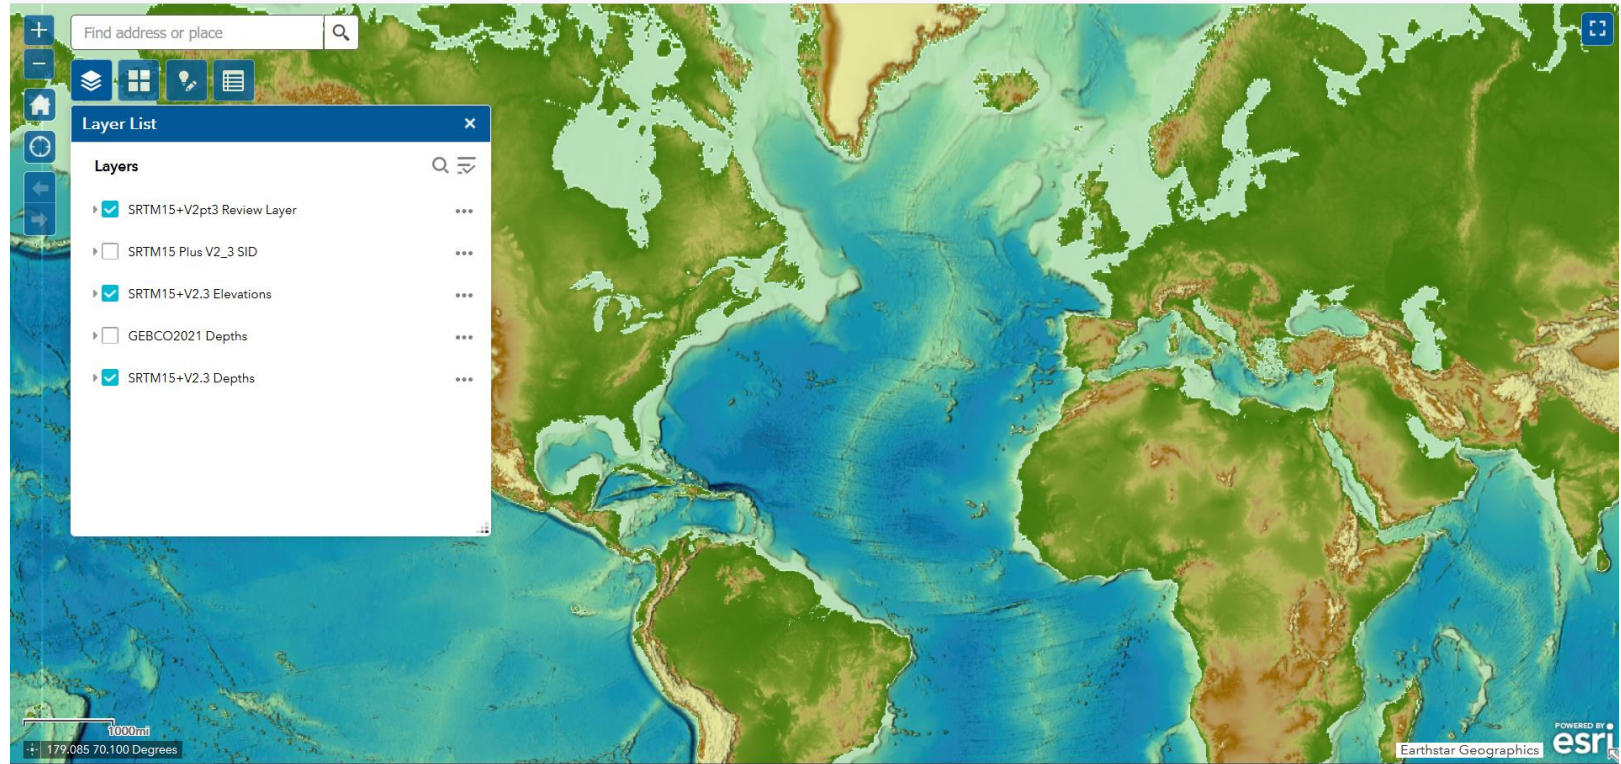 Find address or place
Layer List
Layers
SRTM15+V2pt3 Review Layer
SRTM15 Plus V2_3 SID
SRTM15+V2.3 Elevations
GEBCO2021 Depths
SRTM15+V2.3 Depths
1000mi
179.085 70.100 Degrees
Earthstar Geographics
POWERED BY
esri